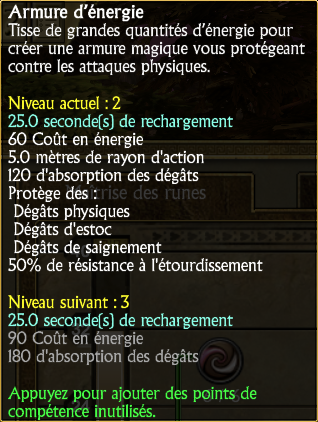 Armure d'énergie
Tisse de grandes quantités d'énergie pour
créer une armure magique vous protégeant
contre les attaques physiques.
Niveau actuel : 2
25.0 seconde(s) de rechargement
60 Coût en énergie
5.0 mètres de rayon d'action
120 d'absorption des dégâts
Protège des :
Maîtrise des runes
Dégâts physiques
Dégâts d'estoc
Dégâts de saignement
50% de résistance à l'étourdissement
Niveau suivant : 3
25.0 seconde(s) de rechargement
90 Coût en énergie
180 d'absorption des dégâts
Appuyez pour ajouter des points de
compétence inutilisés.